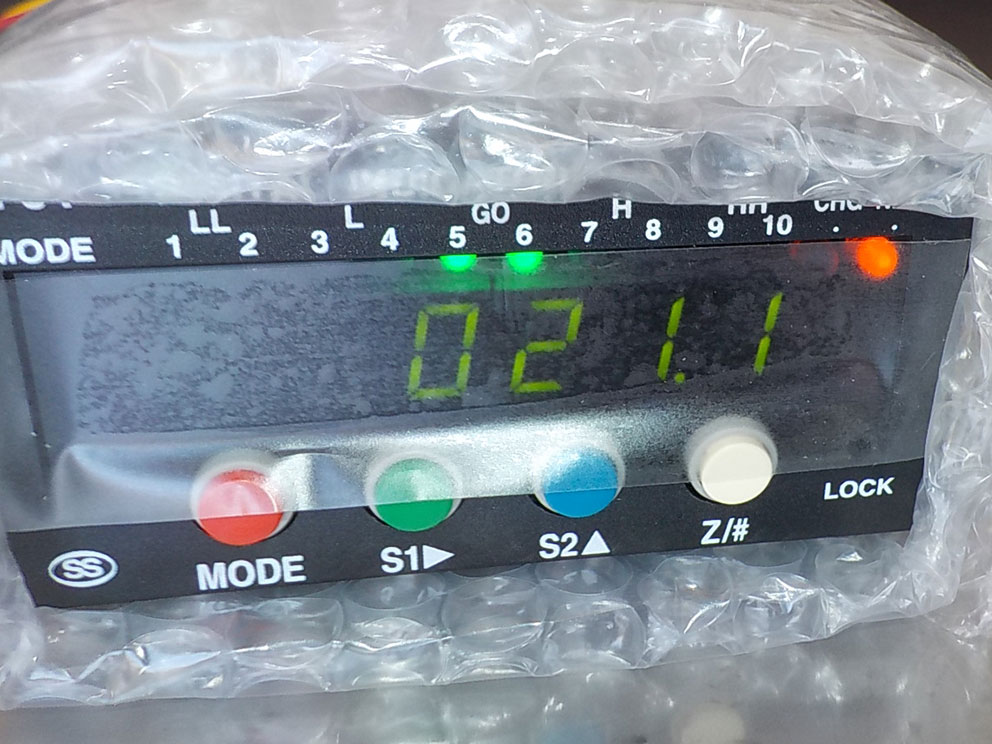 LL L GO H HH CHG
MODE 1 2 3 4 5 6 7 8 9 10
021.1
LOCK
SS MODE S1▶ S2▲ Z/#